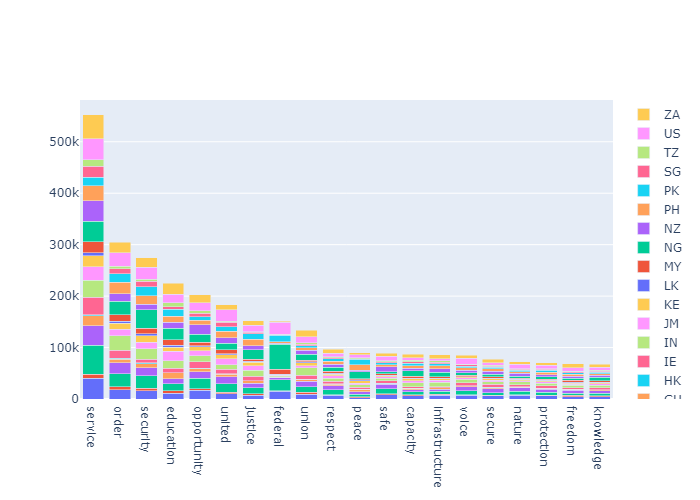 500k
400k
300k
200k
100k
0
service
order
security
education
opportunity
united
justice
federal
union
respect
peace
safe
capacity
infrastructure
voice
secure
nature
protection
freedom
knowledge
ZA
US
TZ
SG
PK
PH
NZ
NG
MY
LK
KE
JM
IN
IE
HK
GH